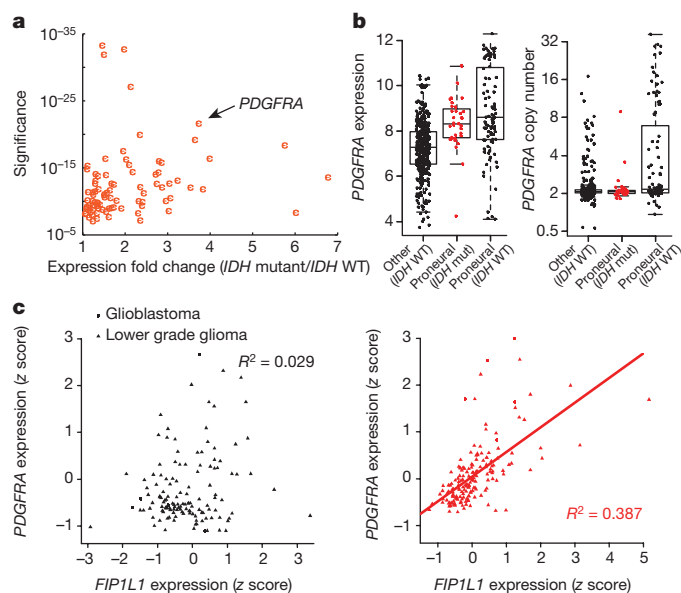 a
Significance
10⁻³⁵
10⁻²⁵
10⁻¹⁵
10⁻⁵
PDGFRA
1 2 3 4 5 6 7
Expression fold change (IDH mutant/IDH WT)
b
PDGFRA expression
12
10
8
6
4
Other (IDH WT)
Proneural (IDH mut)
Proneural (IDH WT)
PDGFRA copy number
32
8
4
2
0.5
Other (IDH WT)
Proneural (IDH mut)
Proneural (IDH WT)
c
Glioblastoma
Lower grade glioma
R² = 0.029
PDGFRA expression (z score)
3
2
1
0
−1
−3 −2 −1 0 1 2 3
FIP1L1 expression (z score)
PDGFRA expression (z score)
3
2
1
0
−1
R² = 0.387
−1 0 1 2 3 4 5
FIP1L1 expression (z score)